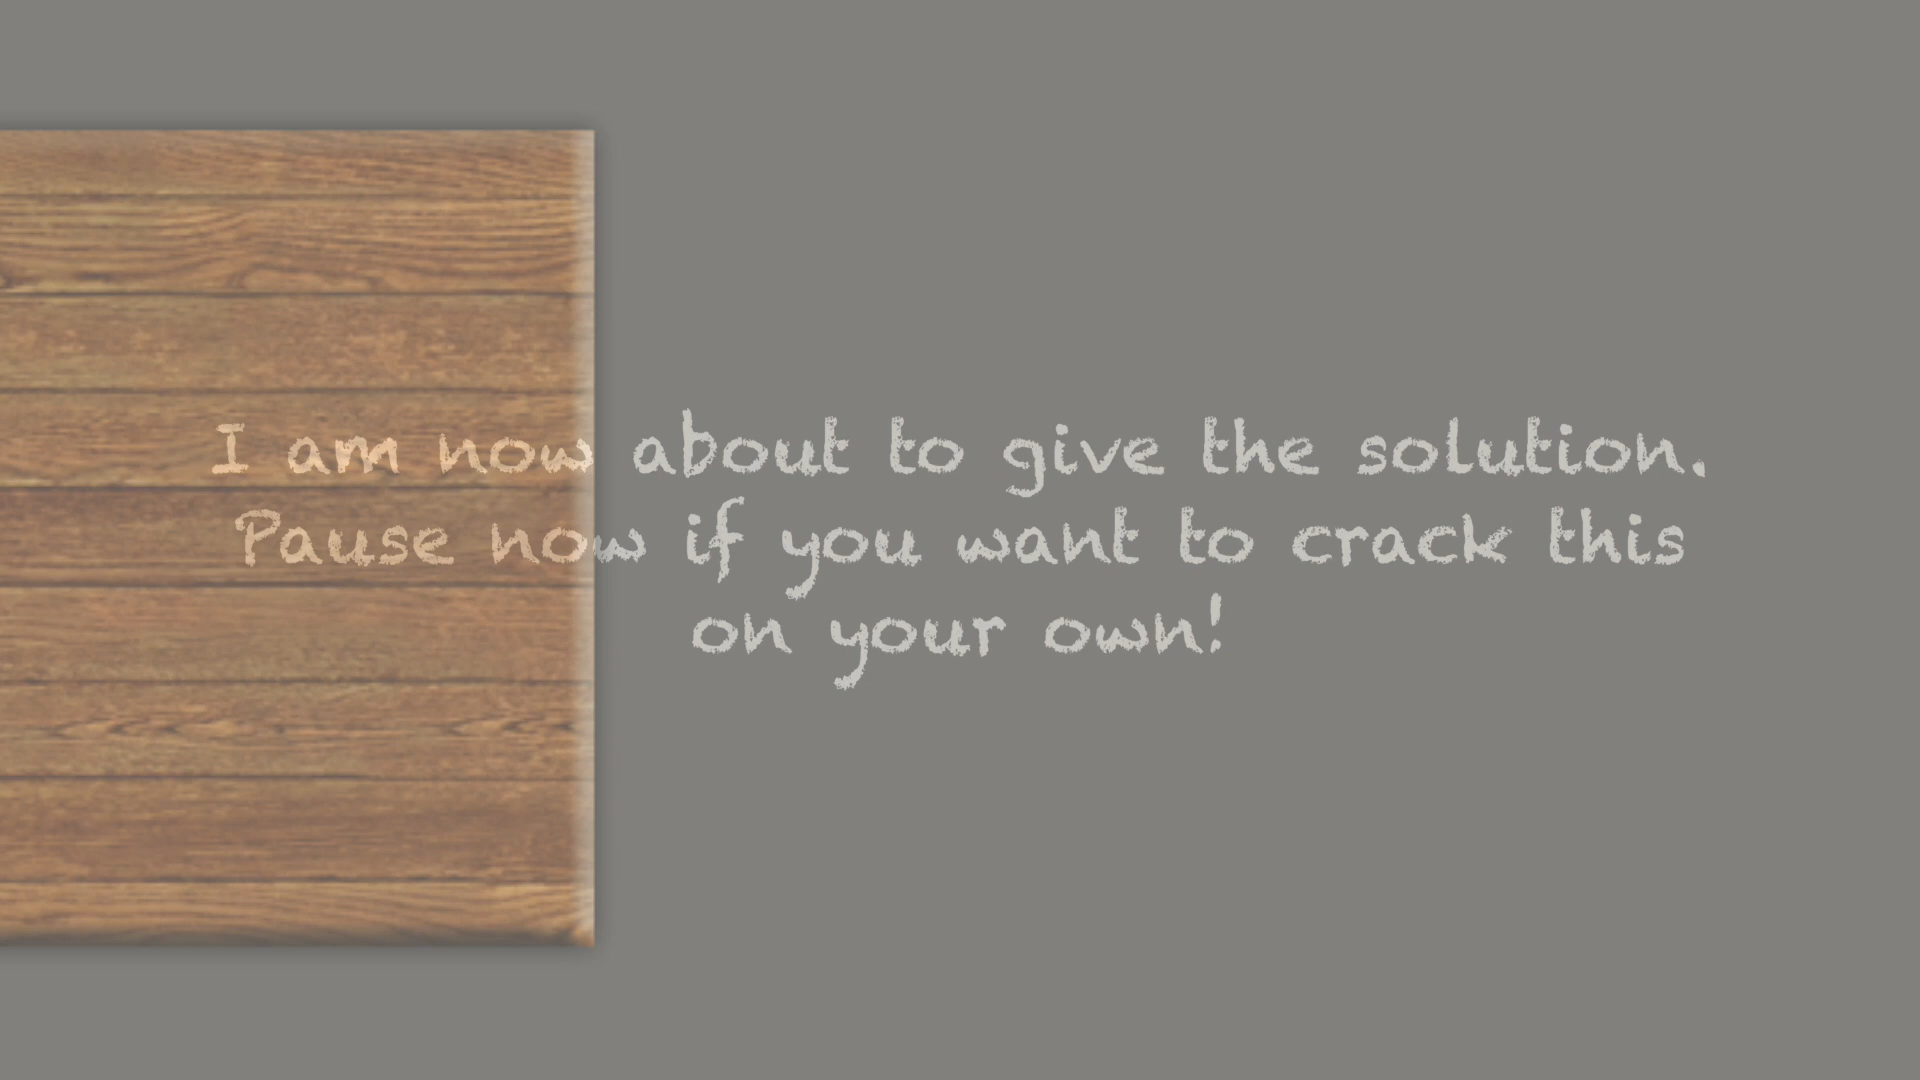 I am now about to give the solution.
Pause now if you want to crack this
on your own!